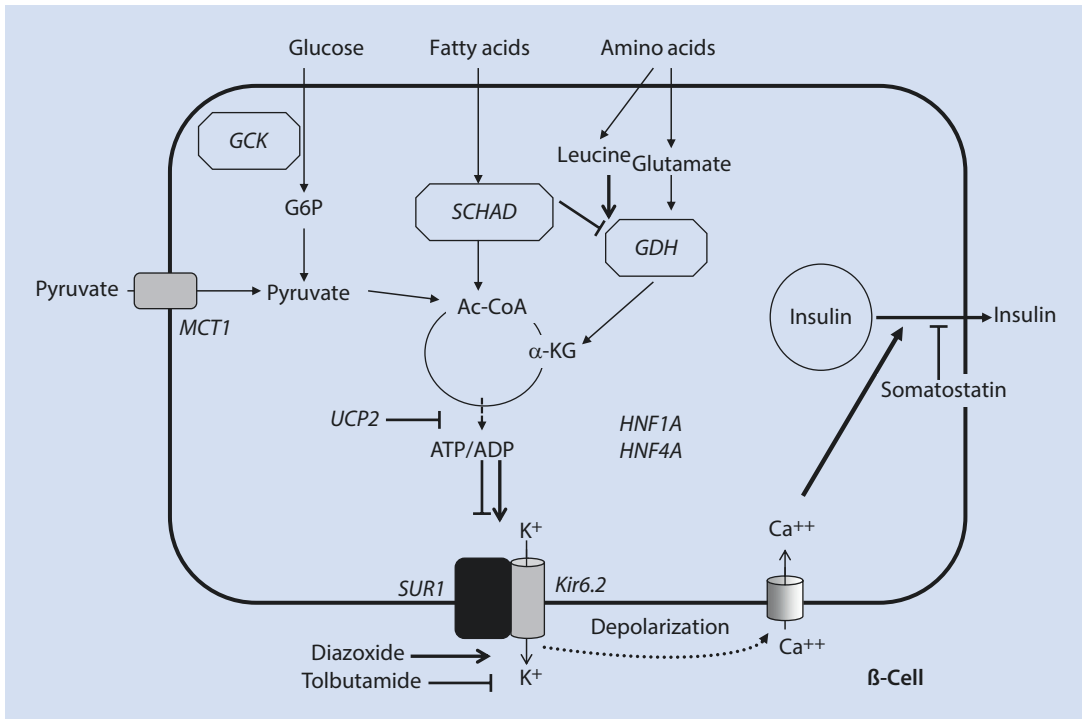 Glucose
Fatty acids
Amino acids
GCK
Leucine
Glutamate
G6P
SCHAD
GDH
Pyruvate
MCT1
Pyruvate
Ac-CoA
α-KG
Insulin
Insulin
Somatostatin
UCP2
ATP/ADP
HNF1A
HNF4A
K+
Ca++
SUR1
Kir6.2
Depolarization
Ca++
Diazoxide
Tolbutamide
K+
ß-Cell